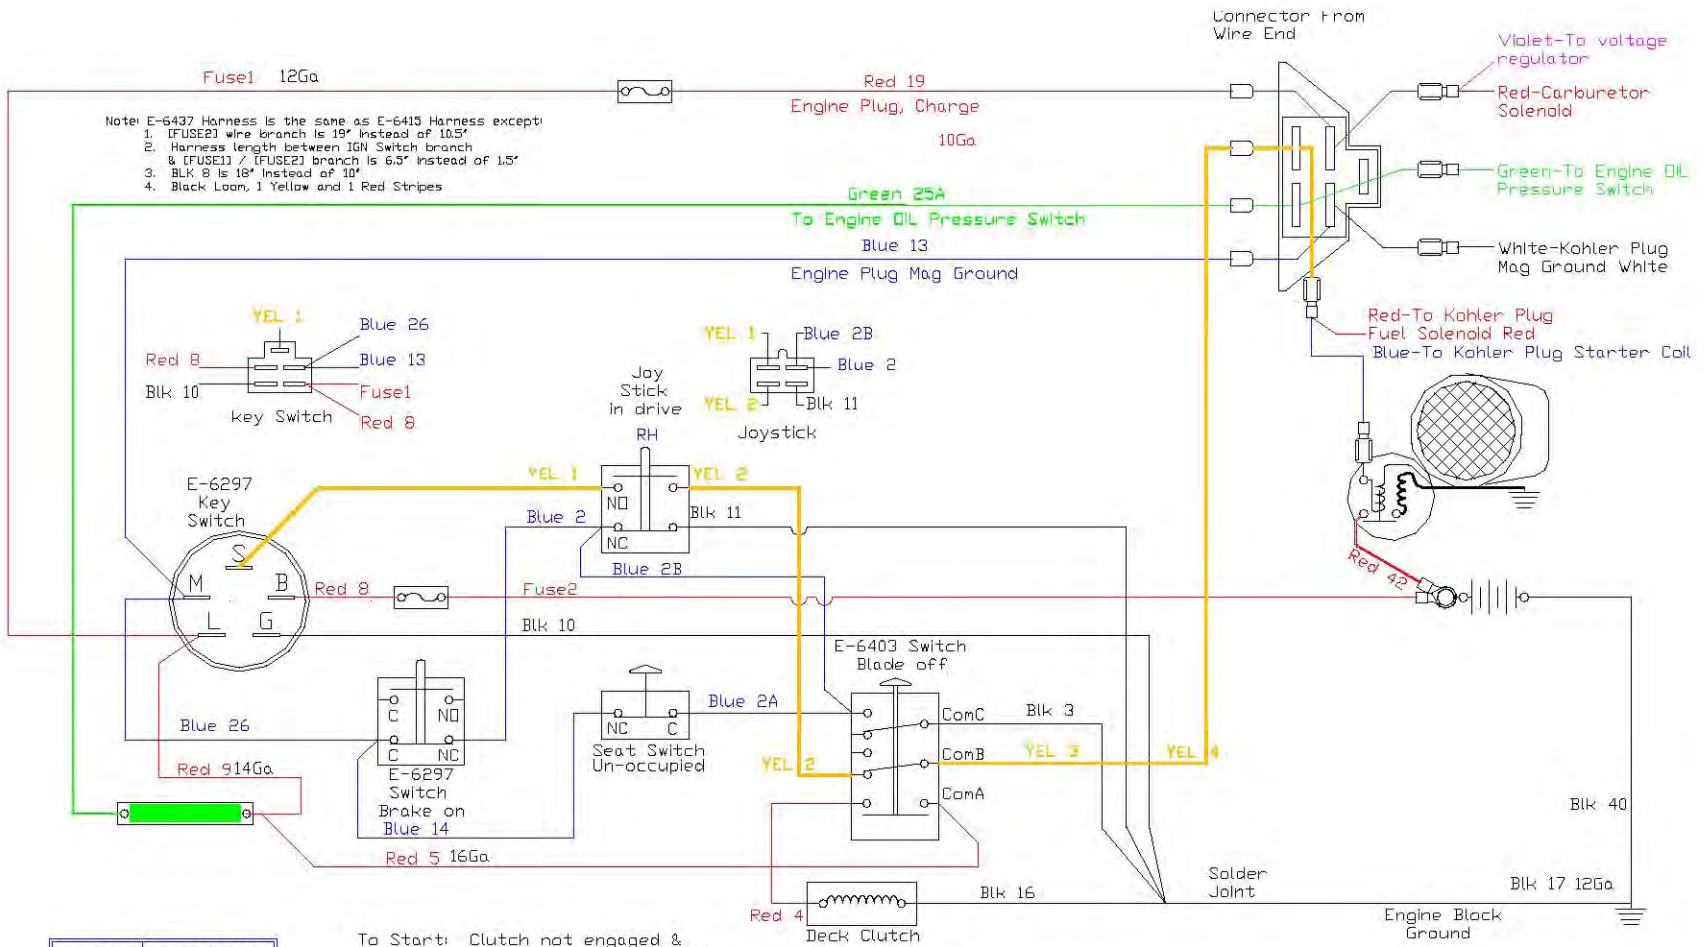 Connector From
Wire End
Violet-To voltage
regulator
Fuse1 12Ga
Red 19
Engine Plug, Charge
10Ga
Red-Carburetor
Solenoid
Note: E-6437 Harness is the same as E-6415 Harness except:
1. [FUSE2] wire branch is 19" instead of 10.5"
2. Harness length between IGN Switch branch
& [FUSE1] / [FUSE2] branch is 6.5" instead of 1.5"
3. BLK 8 is 18" instead of 10"
4. Black Loom, 1 Yellow and 1 Red Stripes
Green 25A
To Engine OIL Pressure Switch
Green-To Engine OIL
Pressure Switch
Blue 13
Engine Plug Mag Ground
White-Kohler Plug
Mag Ground White
YEL 1
Blue 26
Red 8
Blue 13
Blk 10
Fuse1
Red 8
key Switch
YEL 1
Blue 2B
Blue 2
YEL 2
Blk 11
Joystick
Joy
Stick
in drive
RH
Red-To Kohler Plug
Fuel Solenoid Red
Blue-To Kohler Plug Starter Coil
E-6297
Key
Switch
YEL 1
YEL 2
NO
NC
Blue 2
Blk 11
Blue 2B
S
M
B
L
G
Red 8
Fuse2
Red 42
Blk 10
E-6403 Switch
Blade off
C
NO
C
NC
Blue 26
E-6297
Switch
Brake on
NC
C
Seat Switch
Un-occupied
Blue 2A
ComC
Blk 3
ComB
YEL 3
YEL 4
YEL 2
ComA
Red 9 14Ga
Blue 14
Red 5 16Ga
Blk 40
Red 4
Deck Clutch
Blk 16
Solder
Joint
Blk 17 12Ga
Engine Block
Ground
To Start: Clutch not engaged &